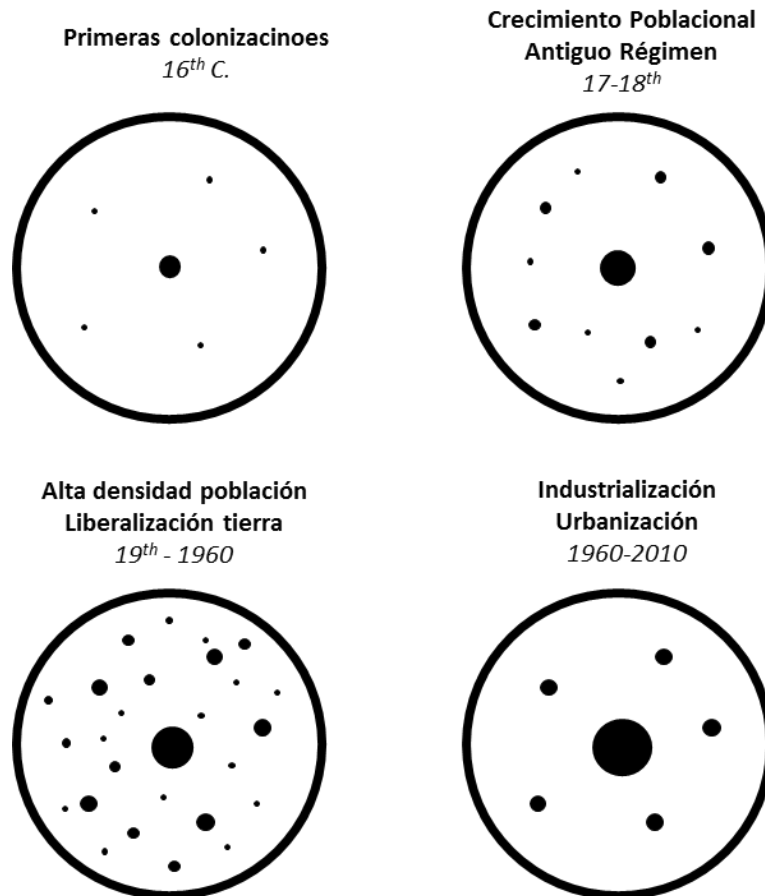 Primeras colonizacinoes
16th C.
Crecimiento Poblacional
Antiguo Régimen
17-18th
Alta densidad población
Liberalización tierra
19th - 1960
Industrialización
Urbanización
1960-2010